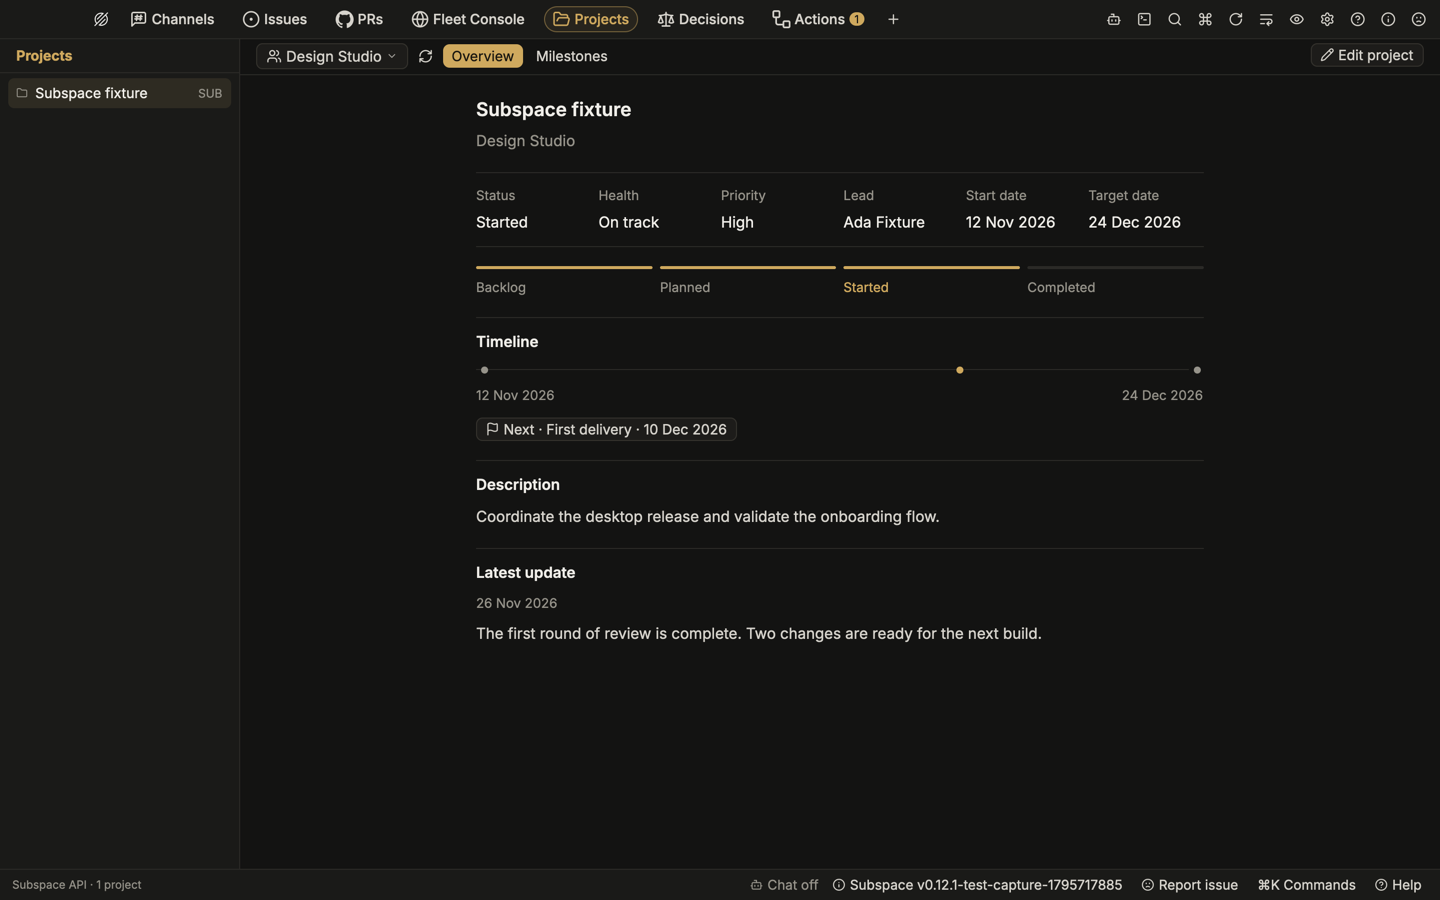 Channels Issues PRs Fleet Console Projects Decisions Actions 1
Projects
Design Studio Overview Milestones Edit project
Subspace fixture SUB
Subspace fixture
Design Studio
Status Health Priority Lead Start date Target date
Started On track High Ada Fixture 12 Nov 2026 24 Dec 2026
Backlog Planned Started Completed
Timeline
12 Nov 2026 24 Dec 2026
Next · First delivery · 10 Dec 2026
Description
Coordinate the desktop release and validate the onboarding flow.
Latest update
26 Nov 2026
The first round of review is complete. Two changes are ready for the next build.
Subspace API · 1 project Chat off Subspace v0.12.1-test-capture-1795717885 Report issue ⌘K Commands Help